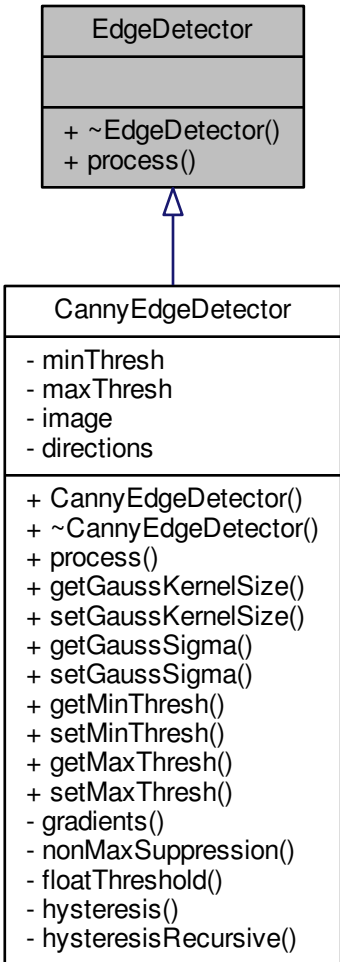 EdgeDetector
+ ~EdgeDetector()
+ process()
CannyEdgeDetector
- minThresh
- maxThresh
- image
- directions
+ CannyEdgeDetector()
+ ~CannyEdgeDetector()
+ process()
+ getGaussKernelSize()
+ setGaussKernelSize()
+ getGaussSigma()
+ setGaussSigma()
+ getMinThresh()
+ setMinThresh()
+ getMaxThresh()
+ setMaxThresh()
- gradients()
- nonMaxSuppression()
- floatThreshold()
- hysteresis()
- hysteresisRecursive()